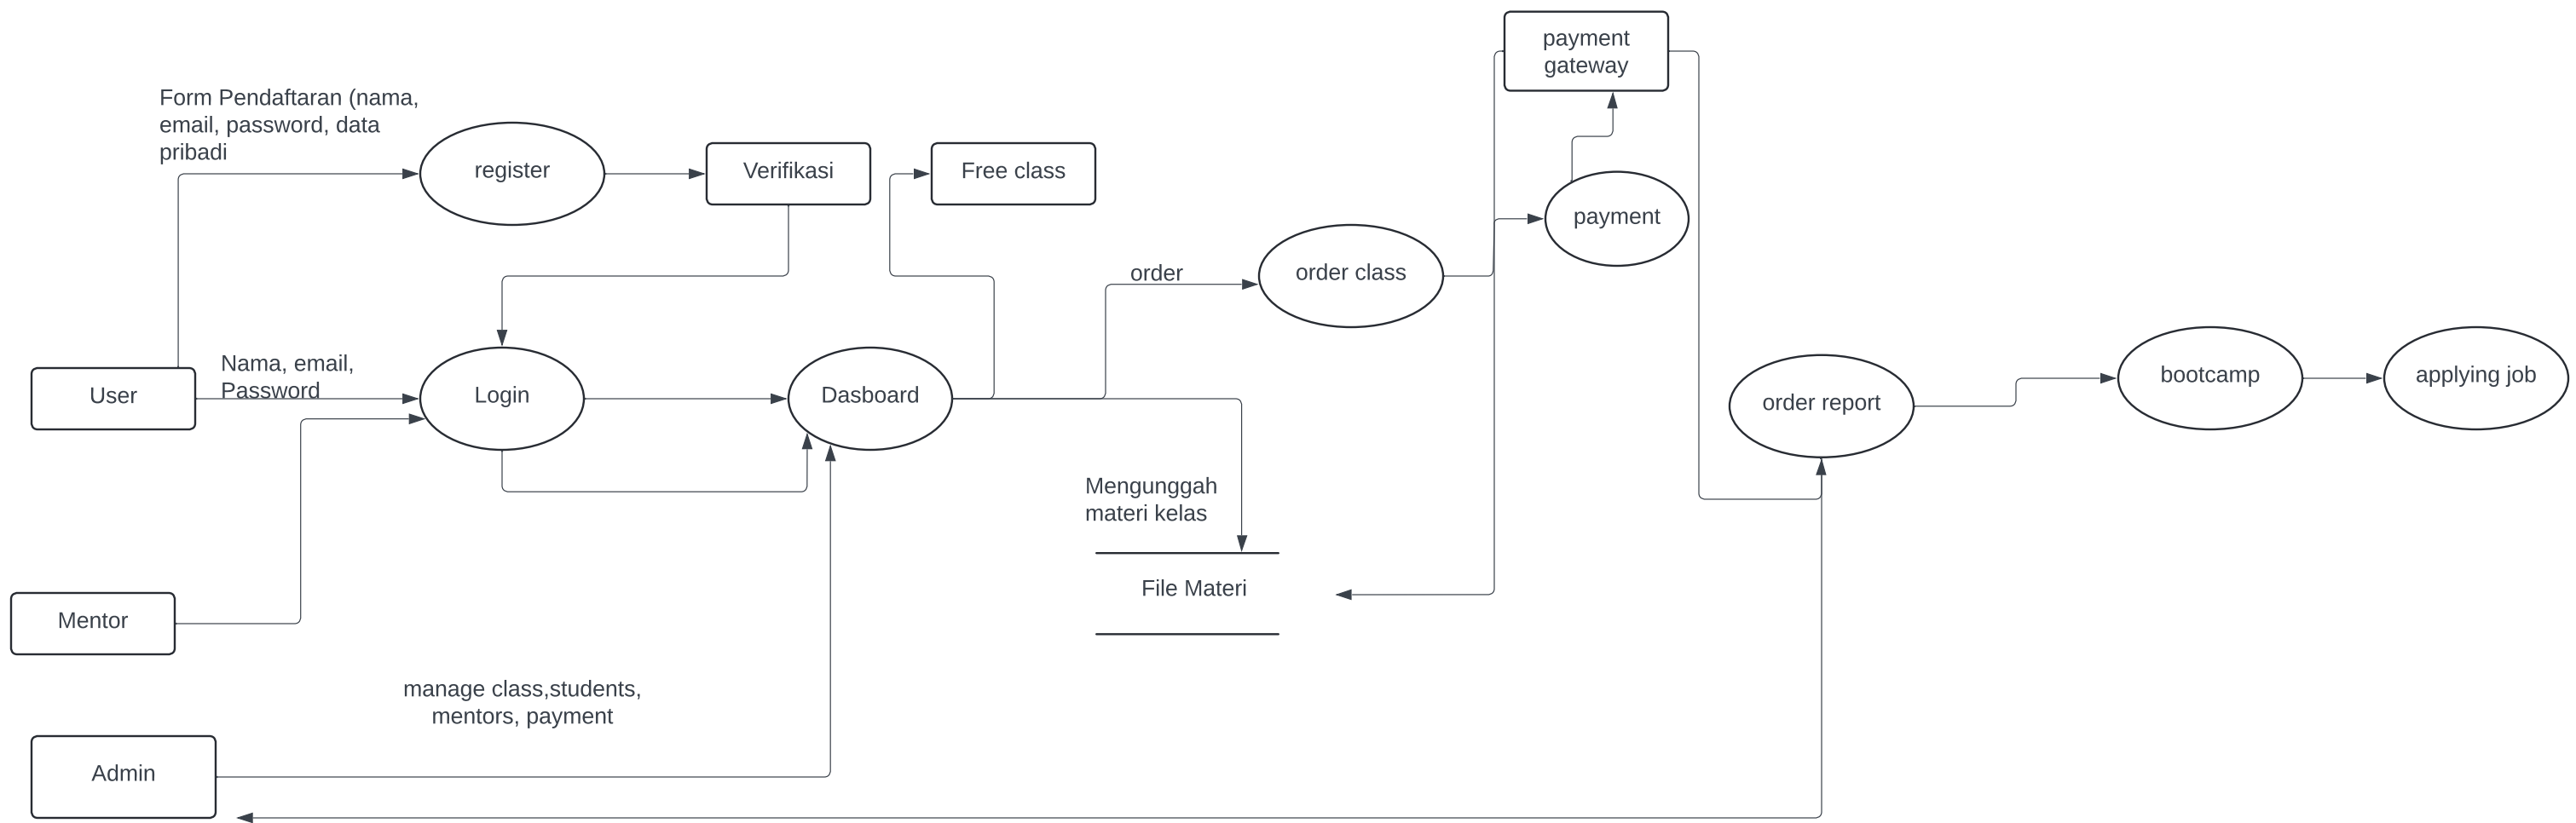 payment
gateway
Form Pendaftaran (nama,
email, password, data
pribadi
register
Verifikasi
Free class
payment
order
order class
Nama, email,
Password
User
Login
Dasboard
order report
bootcamp
applying job
Mengunggah
materi kelas
File Materi
Mentor
manage class,students,
mentors, payment
Admin